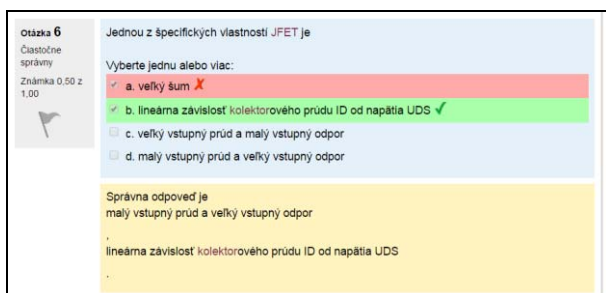 Otázka 6
Čiastočne
správny
Známka 0,50 z
1,00
Jednou z špecifických vlastností JFET je
Vyberte jednu alebo viac:
a. veľký šum ✗
b. lineárna závislosť kolektorového prúdu ID od napätia UDS ✓
c. veľký vstupný prúd a malý vstupný odpor
d. malý vstupný prúd a veľký vstupný odpor
Správna odpoveď je
malý vstupný prúd a veľký vstupný odpor
,
lineárna závislosť kolektorového prúdu ID od napätia UDS
.